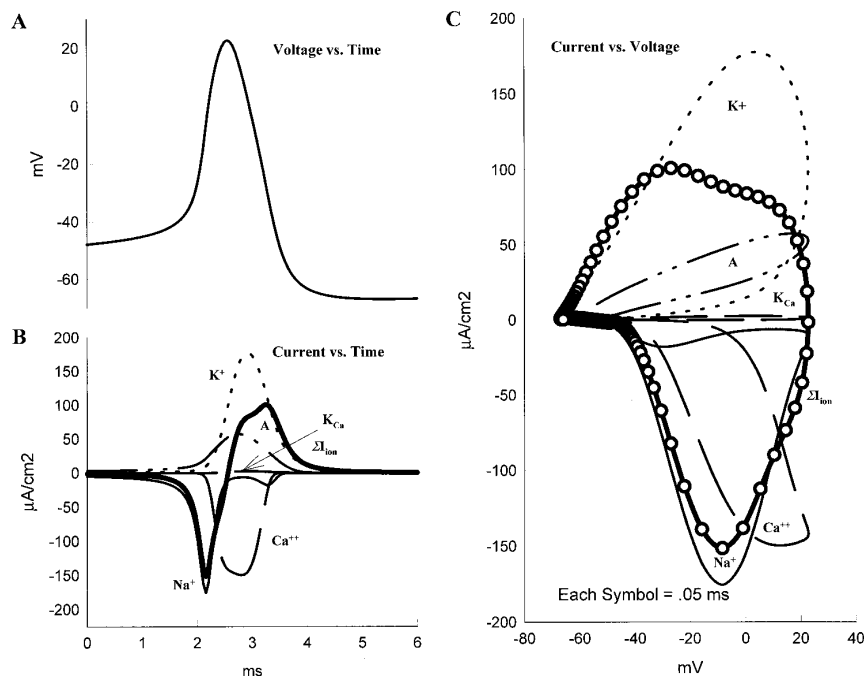 A
Voltage vs. Time
20
0
-20
-40
-60
mV
B
Current vs. Time
200
150
100
50
0
-50
-100
-150
-200
µA/cm2
K+
A
KCa
ΣIion
Ca++
Na+
0
1
2
3
4
5
6
ms
C
Current vs. Voltage
200
150
100
50
0
-50
-100
-150
-200
µA/cm2
K+
A
KCa
ΣIion
Ca++
Na+
Each Symbol = .05 ms
-80
-60
-40
-20
0
20
40
mV